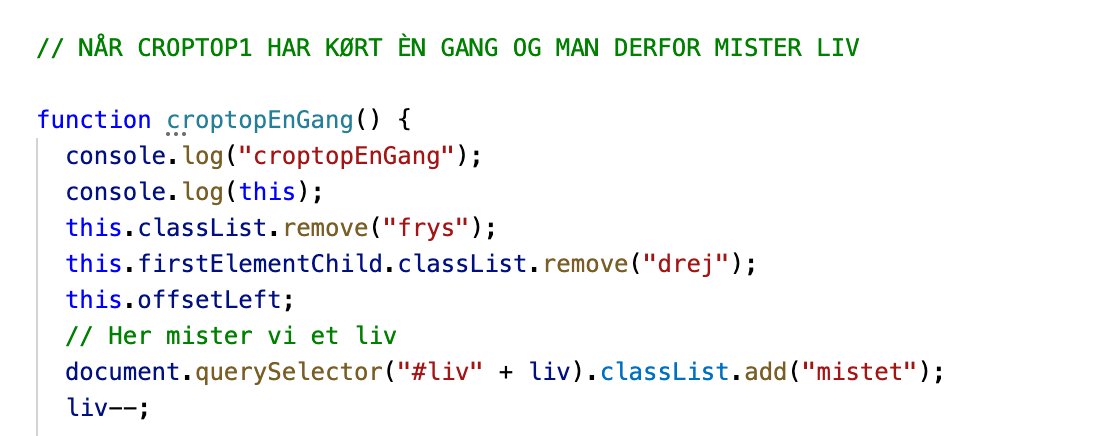 // NÅR CROPTOP1 HAR KØRT ÈN GANG OG MAN DERFOR MISTER LIV
function croptopEnGang() {
console.log("croptopEnGang");
console.log(this);
this.classList.remove("frys");
this.firstElementChild.classList.remove("drej");
this.offsetLeft;
// Her mister vi et liv
document.querySelector("#liv" + liv).classList.add("mistet");
liv--;